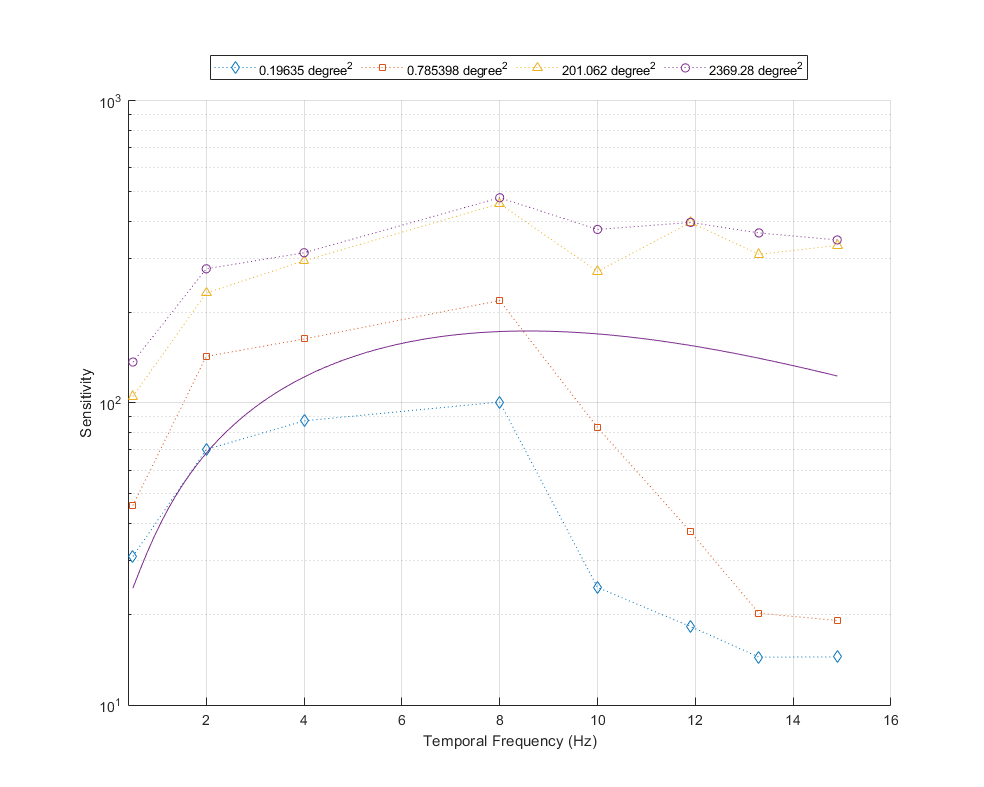 0.19635 degree² 0.785398 degree² 201.062 degree² 2369.28 degree²
10³
10²
10¹
Sensitivity
2 4 6 8 10 12 14 16
Temporal Frequency (Hz)